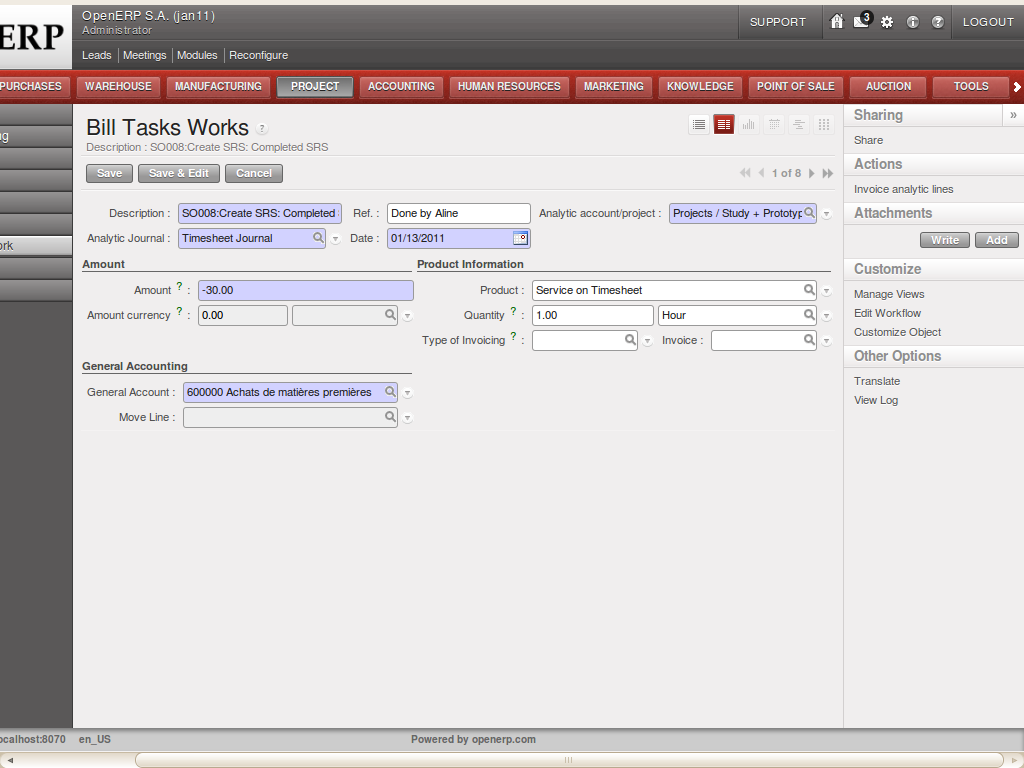 ERP
OpenERP S.A. (jan11)
Administrator
SUPPORT
3
LOGOUT
Leads
Meetings
Modules
Reconfigure
PURCHASES
WAREHOUSE
MANUFACTURING
PROJECT
ACCOUNTING
HUMAN RESOURCES
MARKETING
KNOWLEDGE
POINT OF SALE
AUCTION
TOOLS
Bill Tasks Works ?
Description : SO008:Create SRS: Completed SRS
Save
Save & Edit
Cancel
1 of 8
Description : SO008:Create SRS: Completed
Ref. : Done by Aline
Analytic account/project : Projects / Study + Prototyp
Analytic Journal : Timesheet Journal
Date : 01/13/2011
Amount
Amount ? : -30.00
Amount currency ? : 0.00
Product Information
Product : Service on Timesheet
Quantity ? : 1.00 Hour
Type of Invoicing ? :
Invoice :
General Accounting
General Account : 600000 Achats de matières premières
Move Line :
Sharing
»
Share
Actions
Invoice analytic lines
Attachments
Write
Add
Customize
Manage Views
Edit Workflow
Customize Object
Other Options
Translate
View Log
ocalhost:8070
en_US
Powered by openerp.com